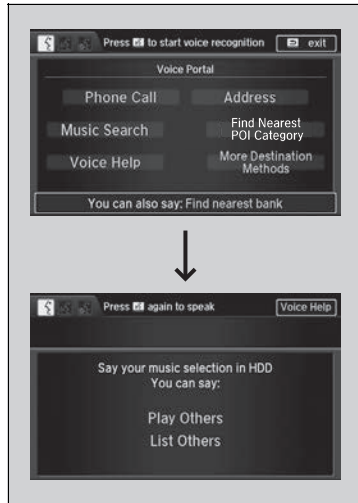 Press to start voice recognition
exit
Voice Portal
Phone Call
Address
Music Search
Find Nearest
POI Category
Voice Help
More Destination
Methods
You can also say: Find nearest bank
Press again to speak
Voice Help
Say your music selection in HDD
You can say:
Play Others
List Others